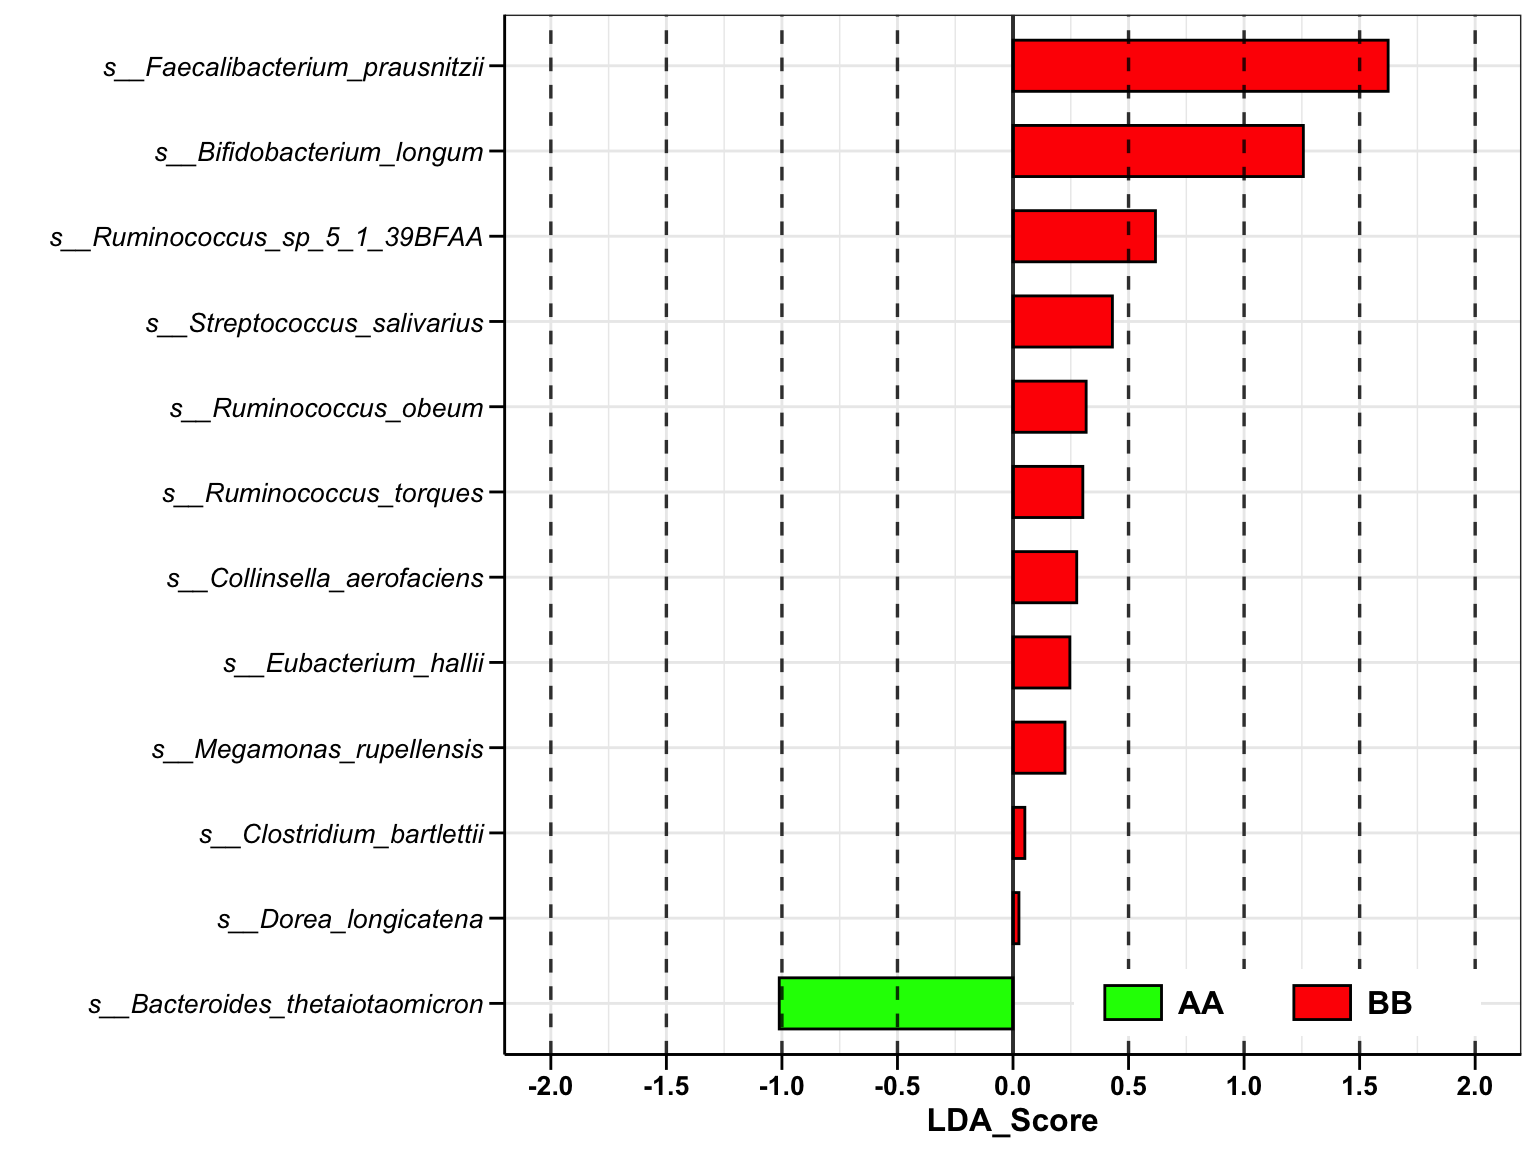 s__Faecalibacterium_prausnitzii
s__Bifidobacterium_longum
s__Ruminococcus_sp_5_1_39BFAA
s__Streptococcus_salivarius
s__Ruminococcus_obeum
s__Ruminococcus_torques
s__Collinsella_aerofaciens
s__Eubacterium_hallii
s__Megamonas_rupellensis
s__Clostridium_bartlettii
s__Dorea_longicatena
s__Bacteroides_thetaiotaomicron
AA BB
-2.0 -1.5 -1.0 -0.5 0.0 0.5 1.0 1.5 2.0
LDA_Score